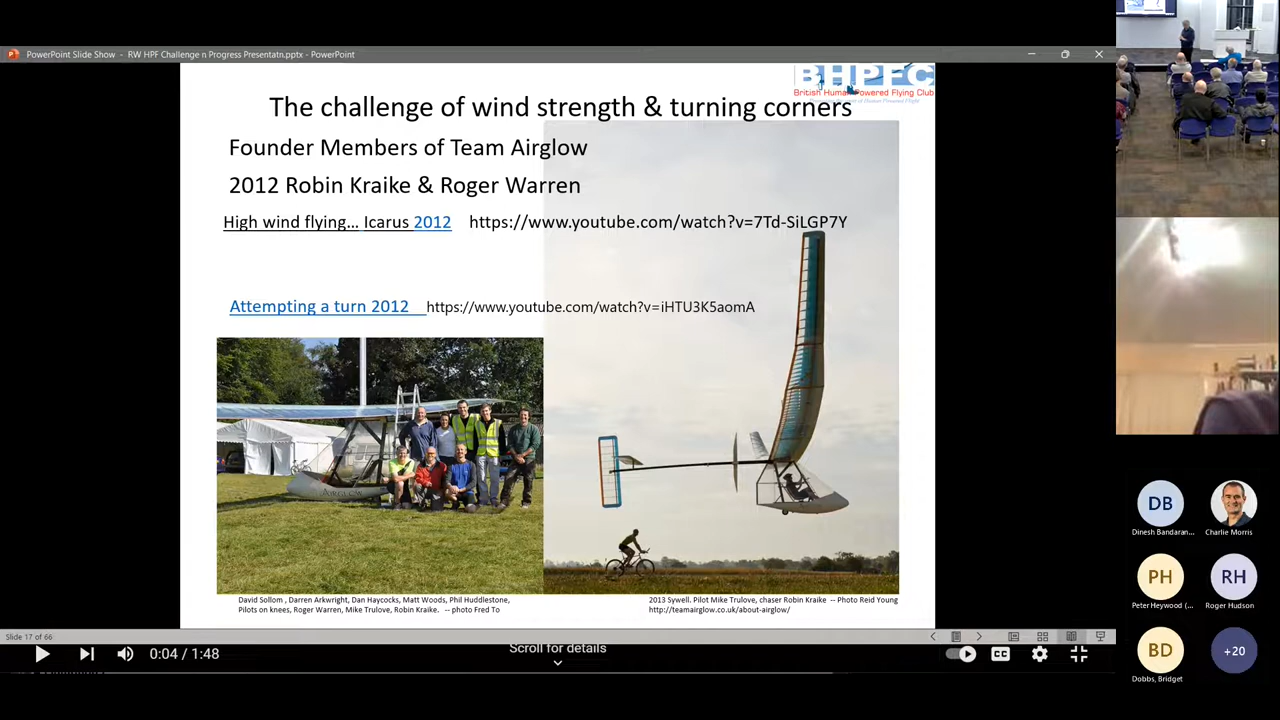 PowerPoint Slide Show - RW HPF Challenge n Progress Presentatn.pptx - PowerPoint
BHPFC
British Human Powered Flying Club
The challenge of wind strength & turning corners
Founder Members of Team Airglow
2012 Robin Kraike & Roger Warren
High wind flying... Icarus 2012 https://www.youtube.com/watch?v=7Td-SiLGP7Y
Attempting a turn 2012 https://www.youtube.com/watch?v=iHTU3K5aomA
AIRGLOW
David Sollom , Darren Arkwright, Dan Haycocks, Matt Woods, Phil Huddlestone,
Pilots on knees, Roger Warren, Mike Trulove, Robin Kraike. -- photo Fred To
2013 Sywell. Pilot Mike Trulove, chaser Robin Kraike -- Photo Reid Young
http://teamairglow.co.uk/about-airglow/
Slide 17 of 66
0:04 / 1:48
Scroll for details
CC
DB
Dinesh Bandaran...
Charlie Morris
PH
Peter Heywood (...
RH
Roger Hudson
BD
Dobbs, Bridget
+20